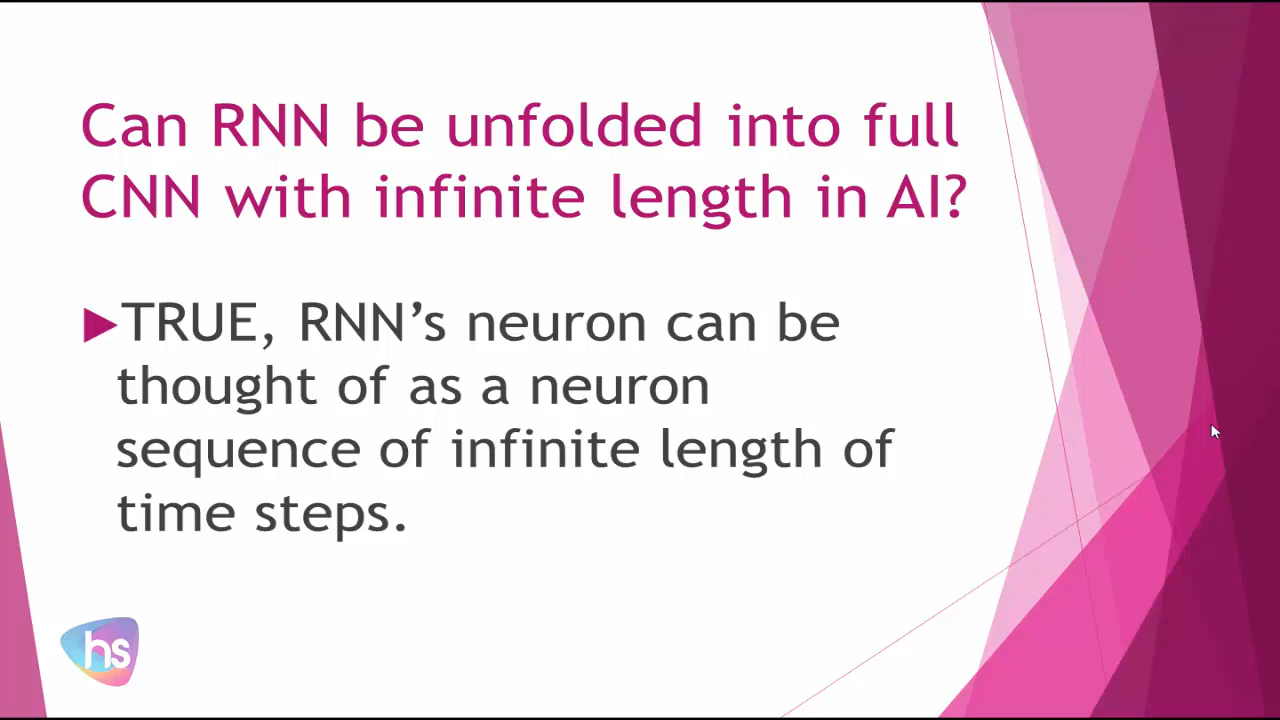 Can RNN be unfolded into full
CNN with infinite length in AI?
TRUE, RNN’s neuron can be
thought of as a neuron
sequence of infinite length of
time steps.
hs